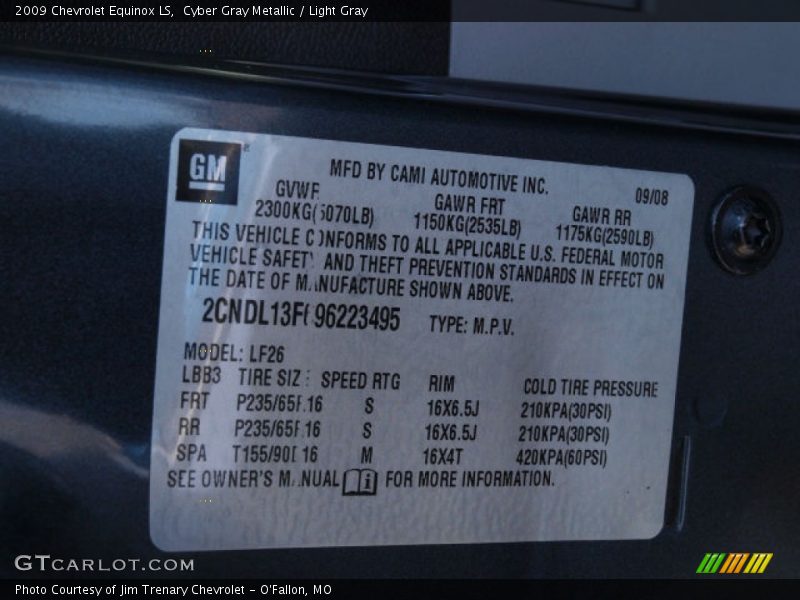 2009 Chevrolet Equinox LS, Cyber Gray Metallic / Light Gray
GM
MFD BY CAMI AUTOMOTIVE INC.
09/08
GVWR GAWR FRT GAWR RR
2300KG(5070LB) 1150KG(2535LB) 1175KG(2590LB)
THIS VEHICLE CONFORMS TO ALL APPLICABLE U.S. FEDERAL MOTOR
VEHICLE SAFETY AND THEFT PREVENTION STANDARDS IN EFFECT ON
THE DATE OF MANUFACTURE SHOWN ABOVE.
2CNDL13F696223495 TYPE: M.P.V.
MODEL: LF26
LBB3 TIRE SIZE SPEED RTG RIM COLD TIRE PRESSURE
FRT P235/65R16 S 16X6.5J 210KPA(30PSI)
RR P235/65R16 S 16X6.5J 210KPA(30PSI)
SPA T155/90D16 M 16X4T 420KPA(60PSI)
SEE OWNER'S MANUAL i FOR MORE INFORMATION.
GTCARLOT.COM
Photo Courtesy of Jim Trenary Chevrolet - O'Fallon, MO